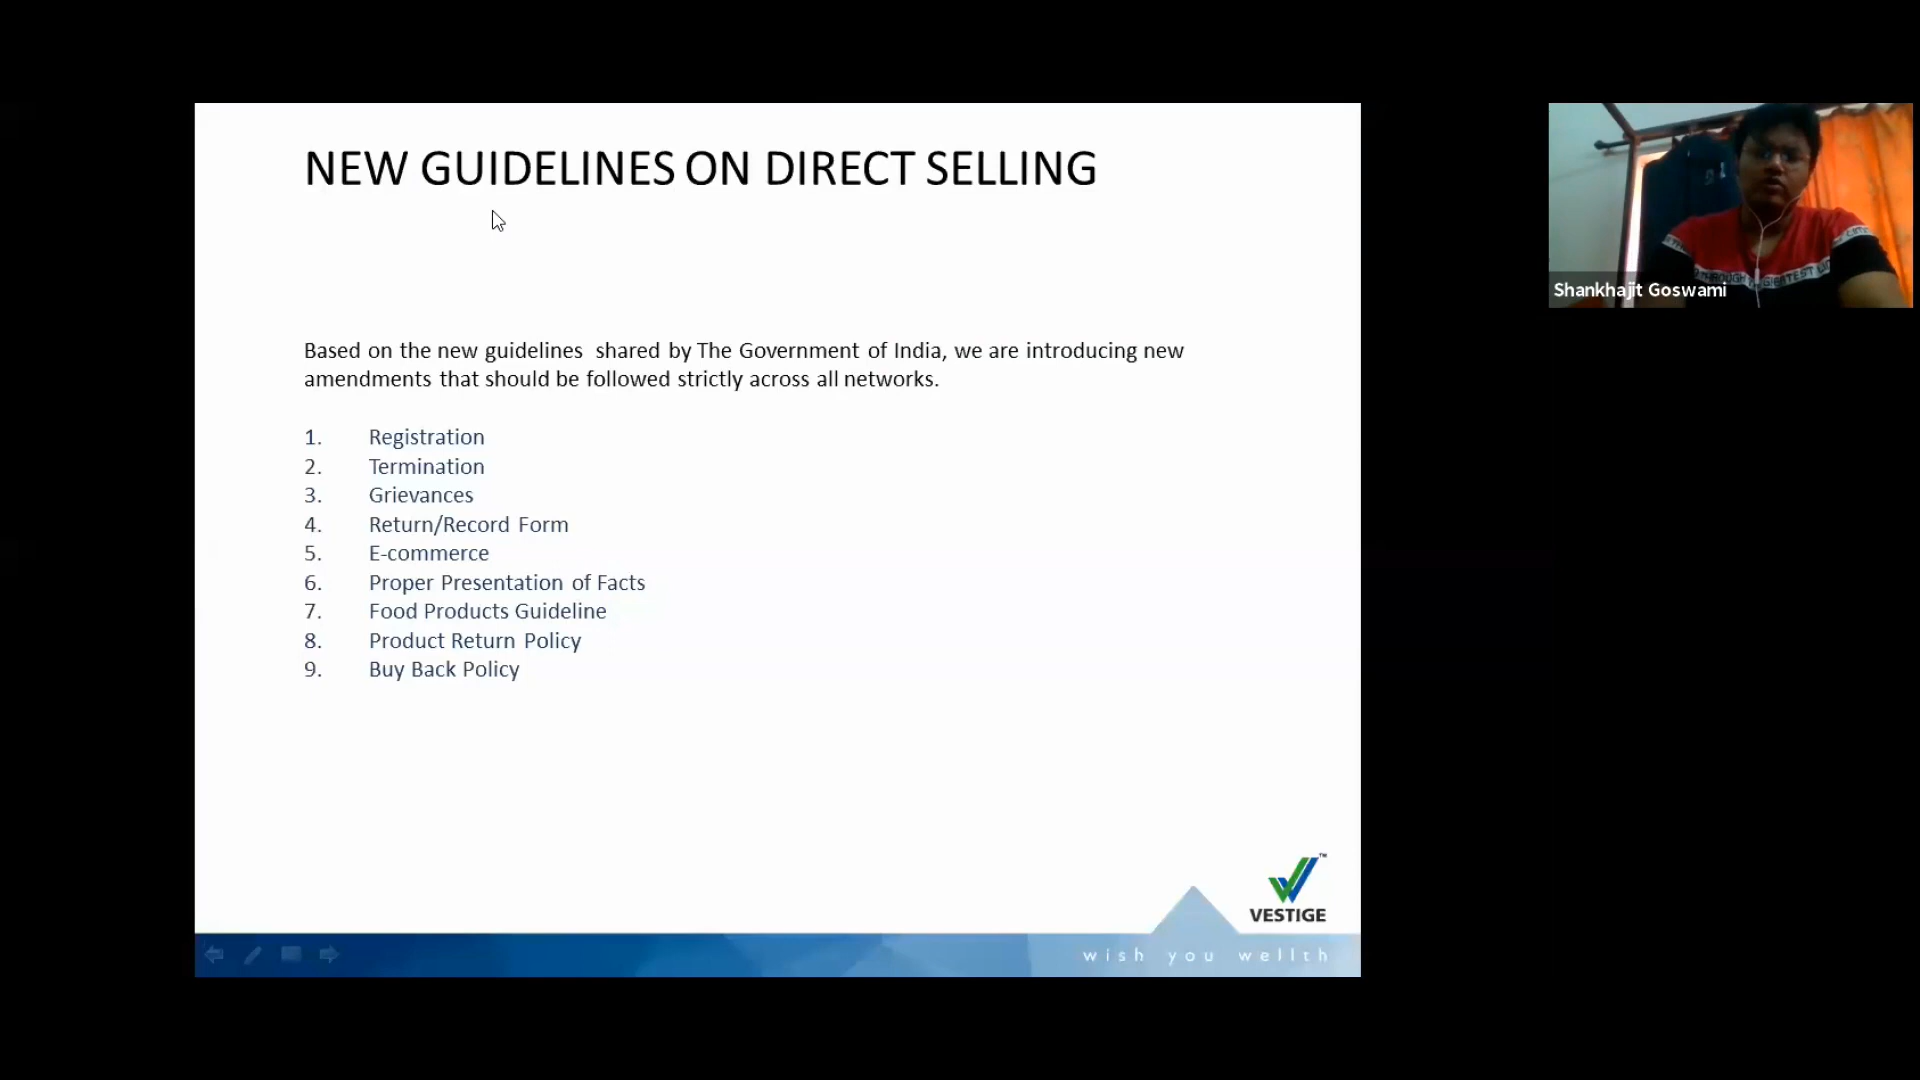 NEW GUIDELINES ON DIRECT SELLING
Based on the new guidelines shared by The Government of India, we are introducing new
amendments that should be followed strictly across all networks.
1. Registration
2. Termination
3. Grievances
4. Return/Record Form
5. E-commerce
6. Proper Presentation of Facts
7. Food Products Guideline
8. Product Return Policy
9. Buy Back Policy
VESTIGE
TM
wish you wellth
Shankhajit Goswami